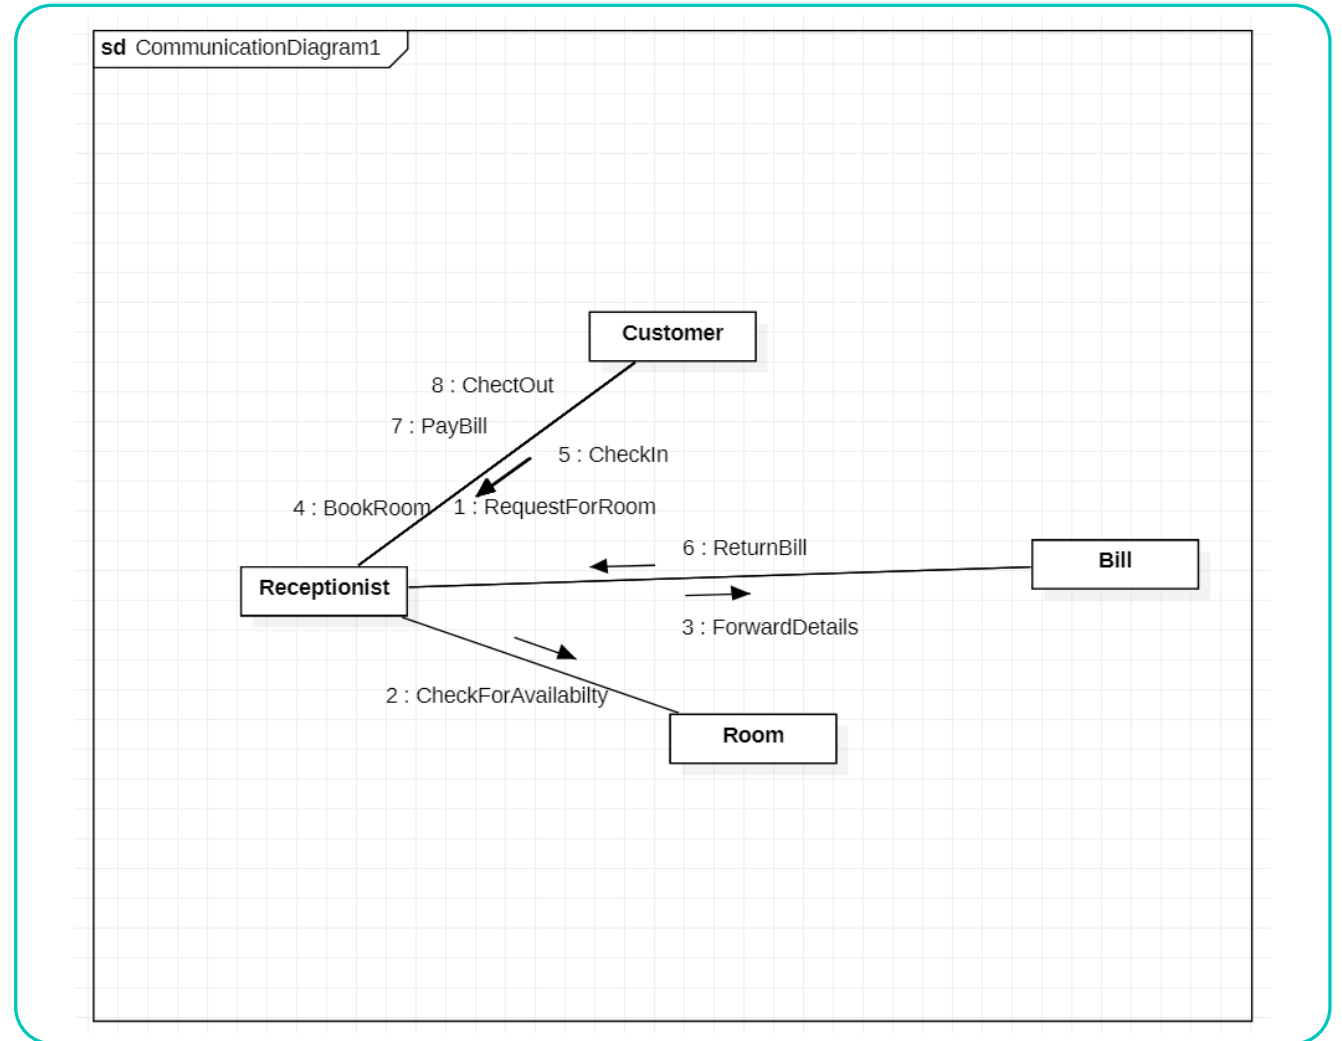 sd CommunicationDiagram1
Customer
8 : ChectOut
7 : PayBill
5 : CheckIn
4 : BookRoom
1 : RequestForRoom
6 : ReturnBill
Bill
Receptionist
3 : ForwardDetails
2 : CheckForAvailabilty
Room